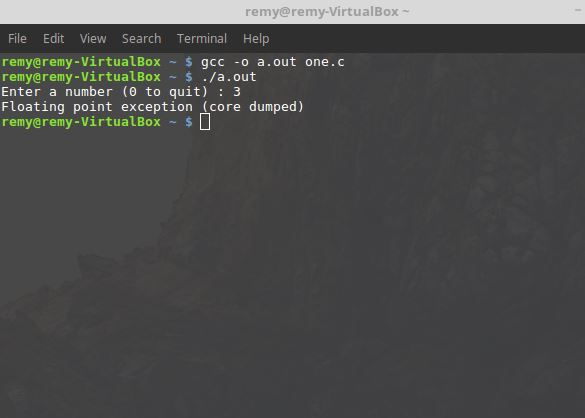 remy@remy-VirtualBox ~
File Edit View Search Terminal Help
remy@remy-VirtualBox ~ $ gcc -o a.out one.c
remy@remy-VirtualBox ~ $ ./a.out
Enter a number (0 to quit) : 3
Floating point exception (core dumped)
remy@remy-VirtualBox ~ $